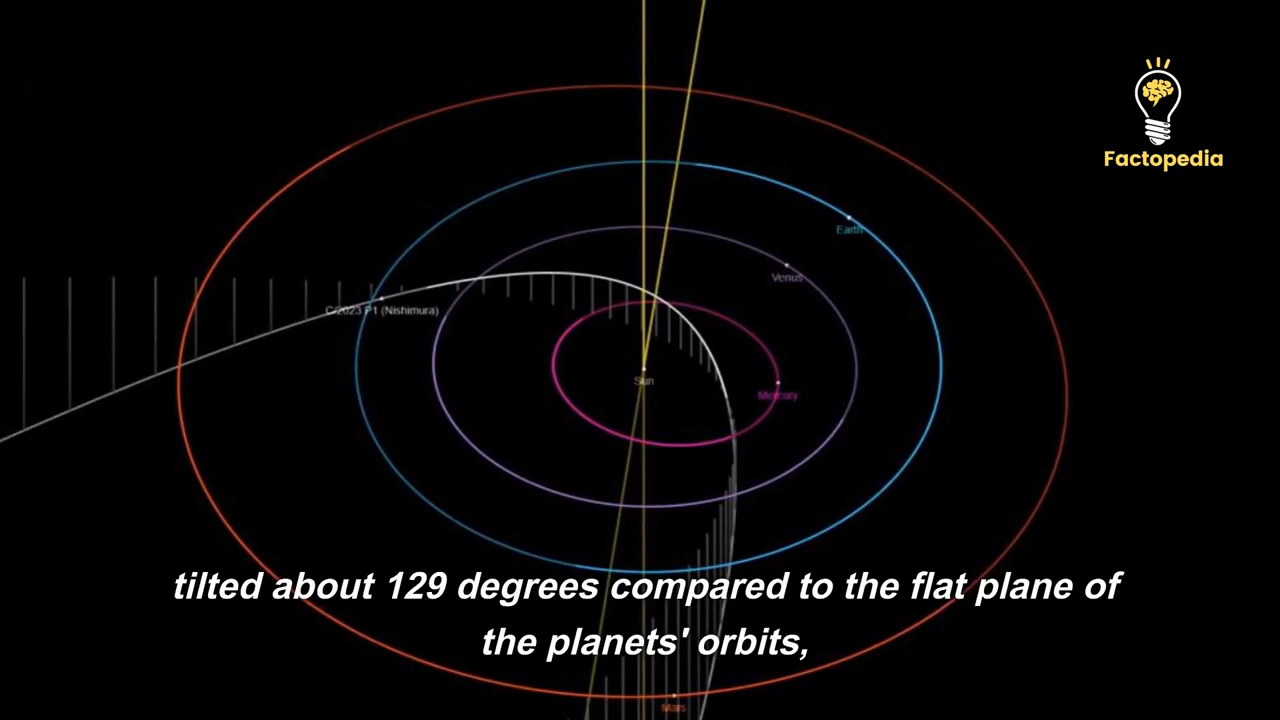 Factopedia
Earth
Venus
C/2023 P1 (Nishimura)
Sun
Mercury
tilted about 129 degrees compared to the flat plane of
the planets' orbits,
Mars